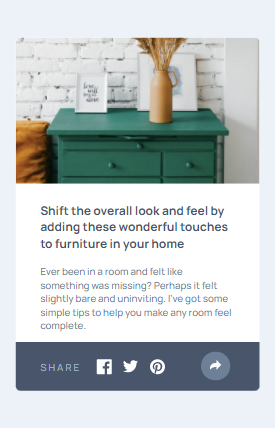 Shift the overall look and feel by
adding these wonderful touches
to furniture in your home
Ever been in a room and felt like
something was missing? Perhaps it felt
slightly bare and uninviting. I've got some
simple tips to help you make any room feel
complete.
SHARE